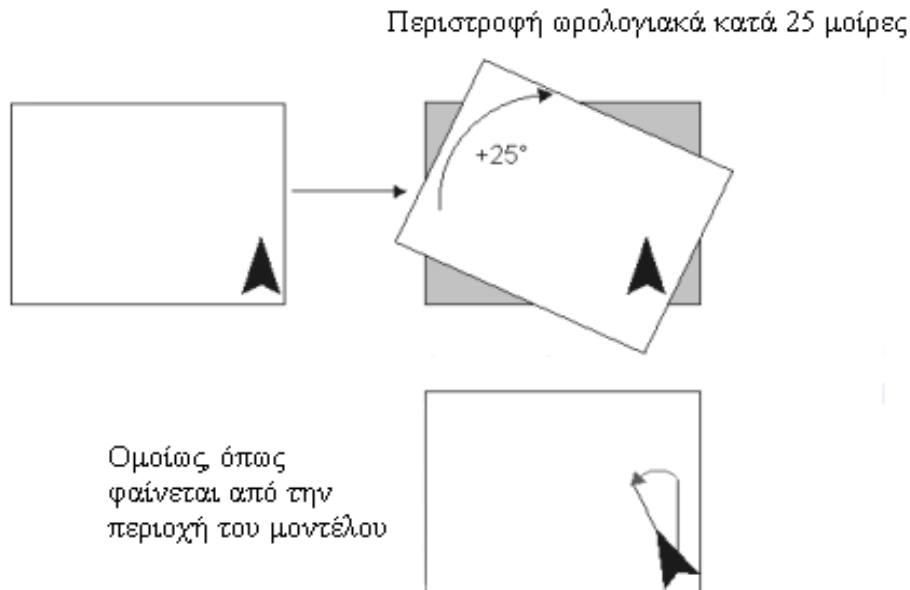 Περιστροφή ωρολογιακά κατά 25 μοίρες
+25°
Ομοίως, όπως
φαίνεται από την
περιοχή του μοντέλου